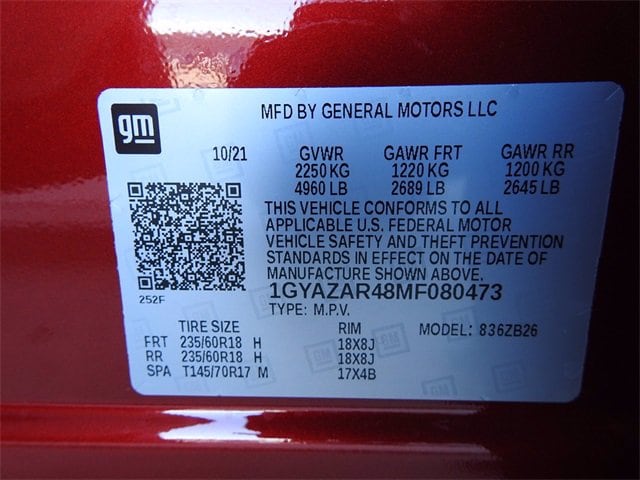 gm
MFD BY GENERAL MOTORS LLC
10/21 GVWR GAWR FRT GAWR RR
2250 KG 1220 KG 1200 KG
4960 LB 2689 LB 2645 LB
THIS VEHICLE CONFORMS TO ALL
APPLICABLE U.S. FEDERAL MOTOR
VEHICLE SAFETY AND THEFT PREVENTION
STANDARDS IN EFFECT ON THE DATE OF
MANUFACTURE SHOWN ABOVE.
252F
1GYAZAR48MF080473
TYPE: M.P.V.
TIRE SIZE RIM MODEL: 836ZB26
FRT 235/60R18 H 18X8J
RR 235/60R18 H 18X8J
SPA T145/70R17 M 17X4B